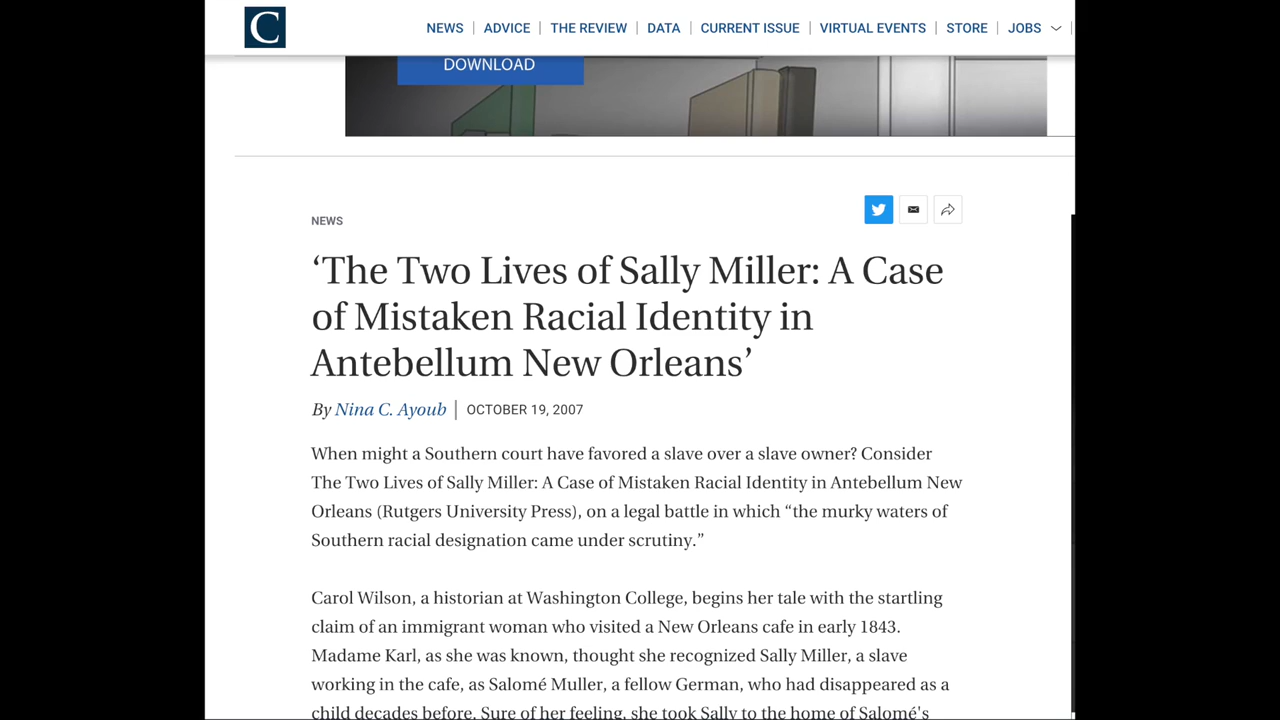 C
NEWS | ADVICE | THE REVIEW | DATA | CURRENT ISSUE | VIRTUAL EVENTS | STORE | JOBS
DOWNLOAD
NEWS
‘The Two Lives of Sally Miller: A Case
of Mistaken Racial Identity in
Antebellum New Orleans’
By Nina C. Ayoub | OCTOBER 19, 2007
When might a Southern court have favored a slave over a slave owner? Consider
The Two Lives of Sally Miller: A Case of Mistaken Racial Identity in Antebellum New
Orleans (Rutgers University Press), on a legal battle in which “the murky waters of
Southern racial designation came under scrutiny.”
Carol Wilson, a historian at Washington College, begins her tale with the startling
claim of an immigrant woman who visited a New Orleans cafe in early 1843.
Madame Karl, as she was known, thought she recognized Sally Miller, a slave
working in the cafe, as Salomé Muller, a fellow German, who had disappeared as a
child decades before. Sure of her feeling, she took Sally to the home of Salomé's